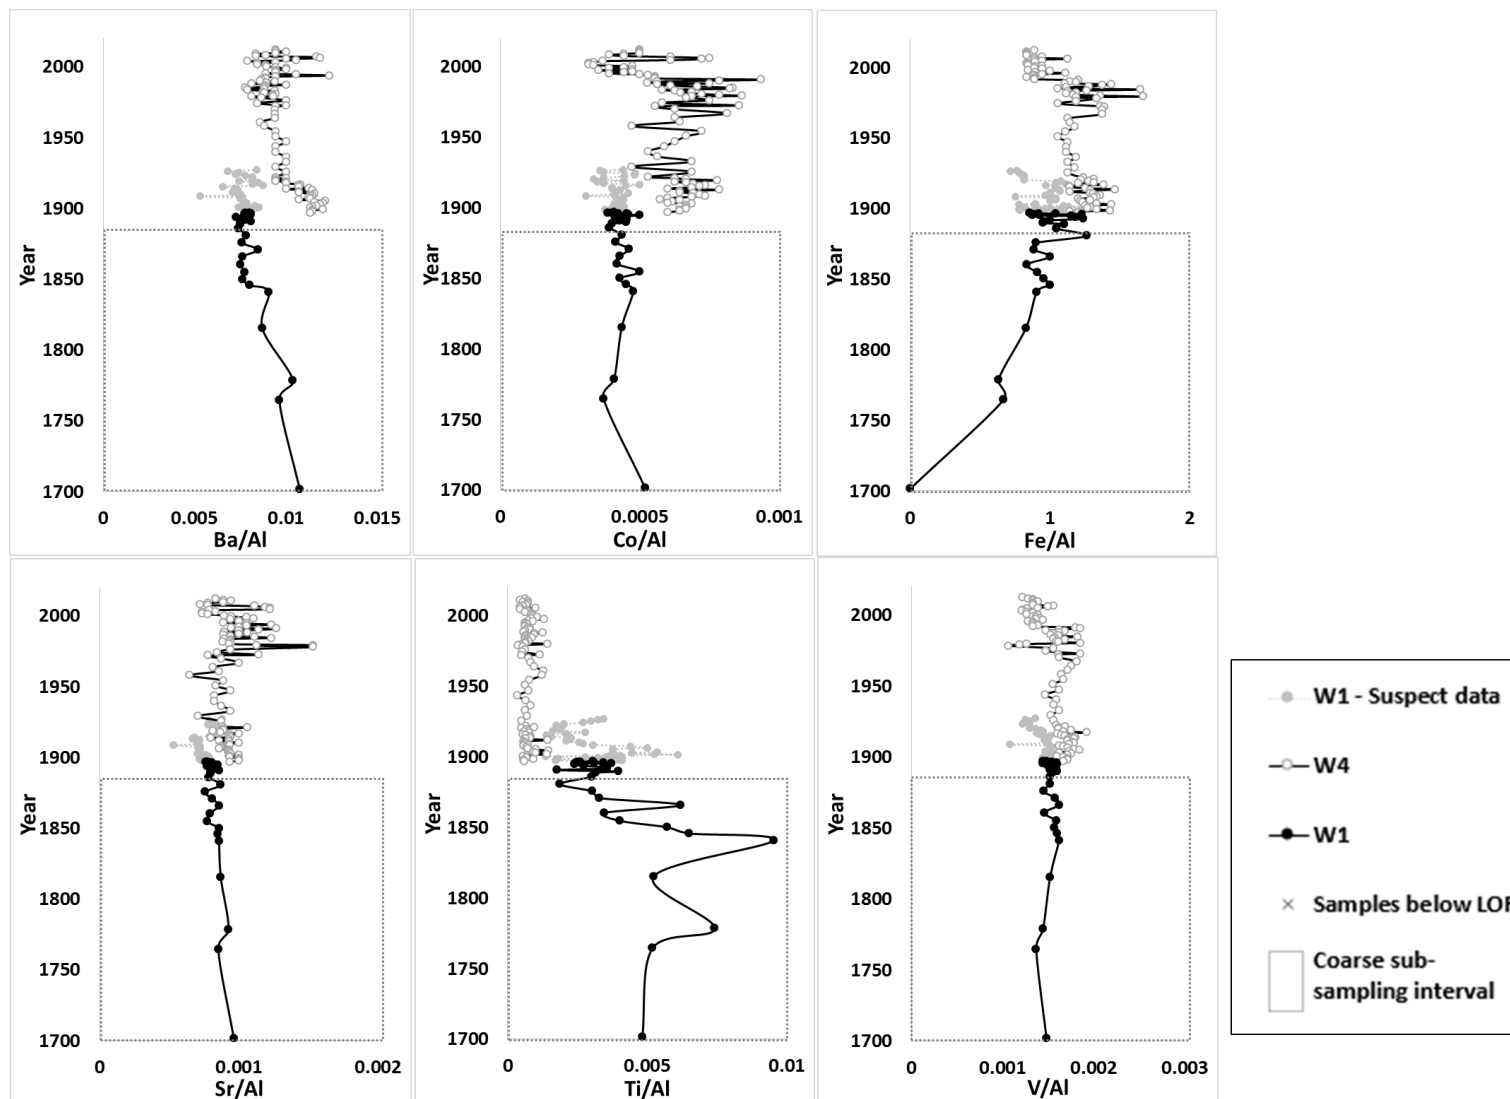 2000
1950
1900
1850
1800
1750
1700
Year
0 0.005 0.01 0.015
Ba/Al
2000
1950
1900
1850
1800
1750
1700
Year
0 0.0005 0.001
Co/Al
2000
1950
1900
1850
1800
1750
1700
Year
0 1 2
Fe/Al
2000
1950
1900
1850
1800
1750
1700
Year
0 0.001 0.002
Sr/Al
2000
1950
1900
1850
1800
1750
1700
Year
0 0.005 0.01
Ti/Al
2000
1950
1900
1850
1800
1750
1700
Year
0 0.001 0.002 0.003
V/Al
W1 - Suspect data
W4
W1
Samples below LOR
Coarse sub-
sampling interval